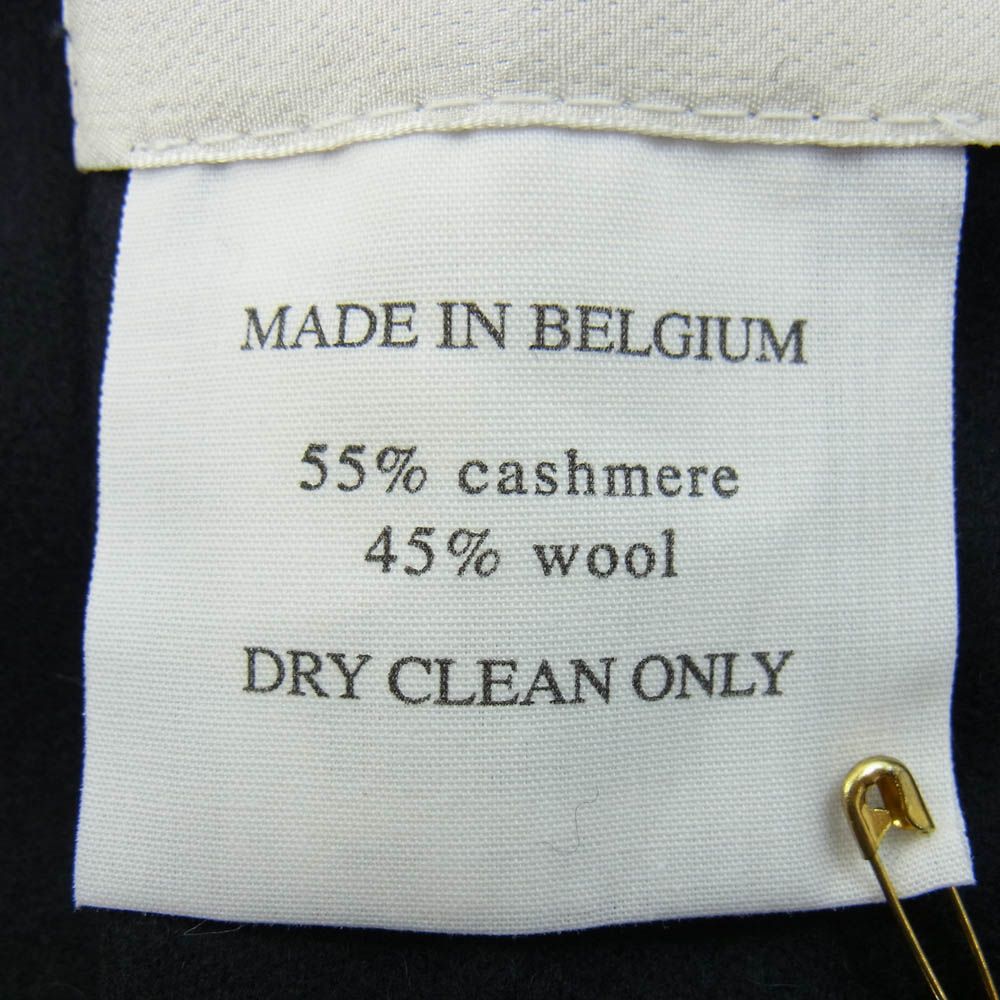 MADE IN BELGIUM
55% cashmere
45% wool
DRY CLEAN ONLY